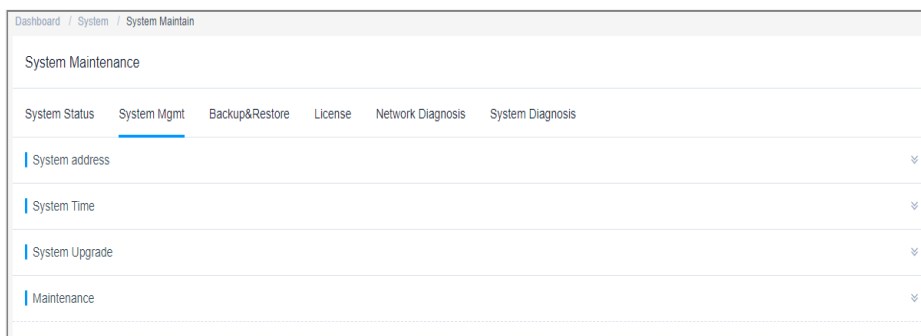 Dashboard / System / System Maintain
System Maintenance
System Status System Mgmt Backup&Restore License Network Diagnosis System Diagnosis
System address
System Time
System Upgrade
Maintenance